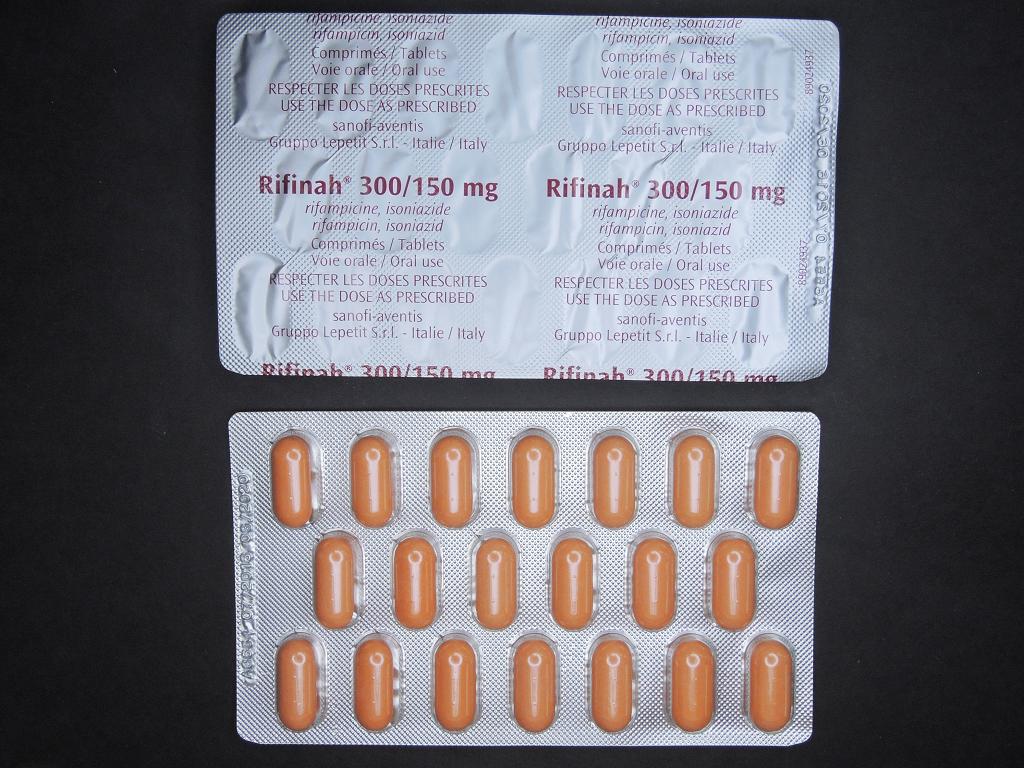 rifampicine, isoniazide
rifampicin, isoniazid
Comprimés / Tablets
Voie orale / Oral use
RESPECTER LES DOSES PRESCRITES
USE THE DOSE AS PRESCRIBED
sanofi-aventis
Gruppo Lepetit S.r.l. - Italie / Italy
rifampicine, isoniazide
rifampicin, isoniazid
Comprimés / Tablets
Voie orale / Oral use
RESPECTER LES DOSES PRESCRITES
USE THE DOSE AS PRESCRIBED
sanofi-aventis
Gruppo Lepetit S.r.l. - Italie / Italy
Rifinah® 300/150 mg
rifampicine, isoniazide
rifampicin, isoniazid
Comprimés / Tablets
Voie orale / Oral use
RESPECTER LES DOSES PRESCRITES
USE THE DOSE AS PRESCRIBED
sanofi-aventis
Gruppo Lepetit S.r.l. - Italie / Italy
Rifinah® 300/150 mg
rifampicine, isoniazide
rifampicin, isoniazid
Comprimés / Tablets
Voie orale / Oral use
RESPECTER LES DOSES PRESCRITES
USE THE DOSE AS PRESCRIBED
sanofi-aventis
Gruppo Lepetit S.r.l. - Italie / Italy
Rifinah® 300/150 mg
Rifinah® 300/150 mg
89024937
89024937
07/2016 06/2020